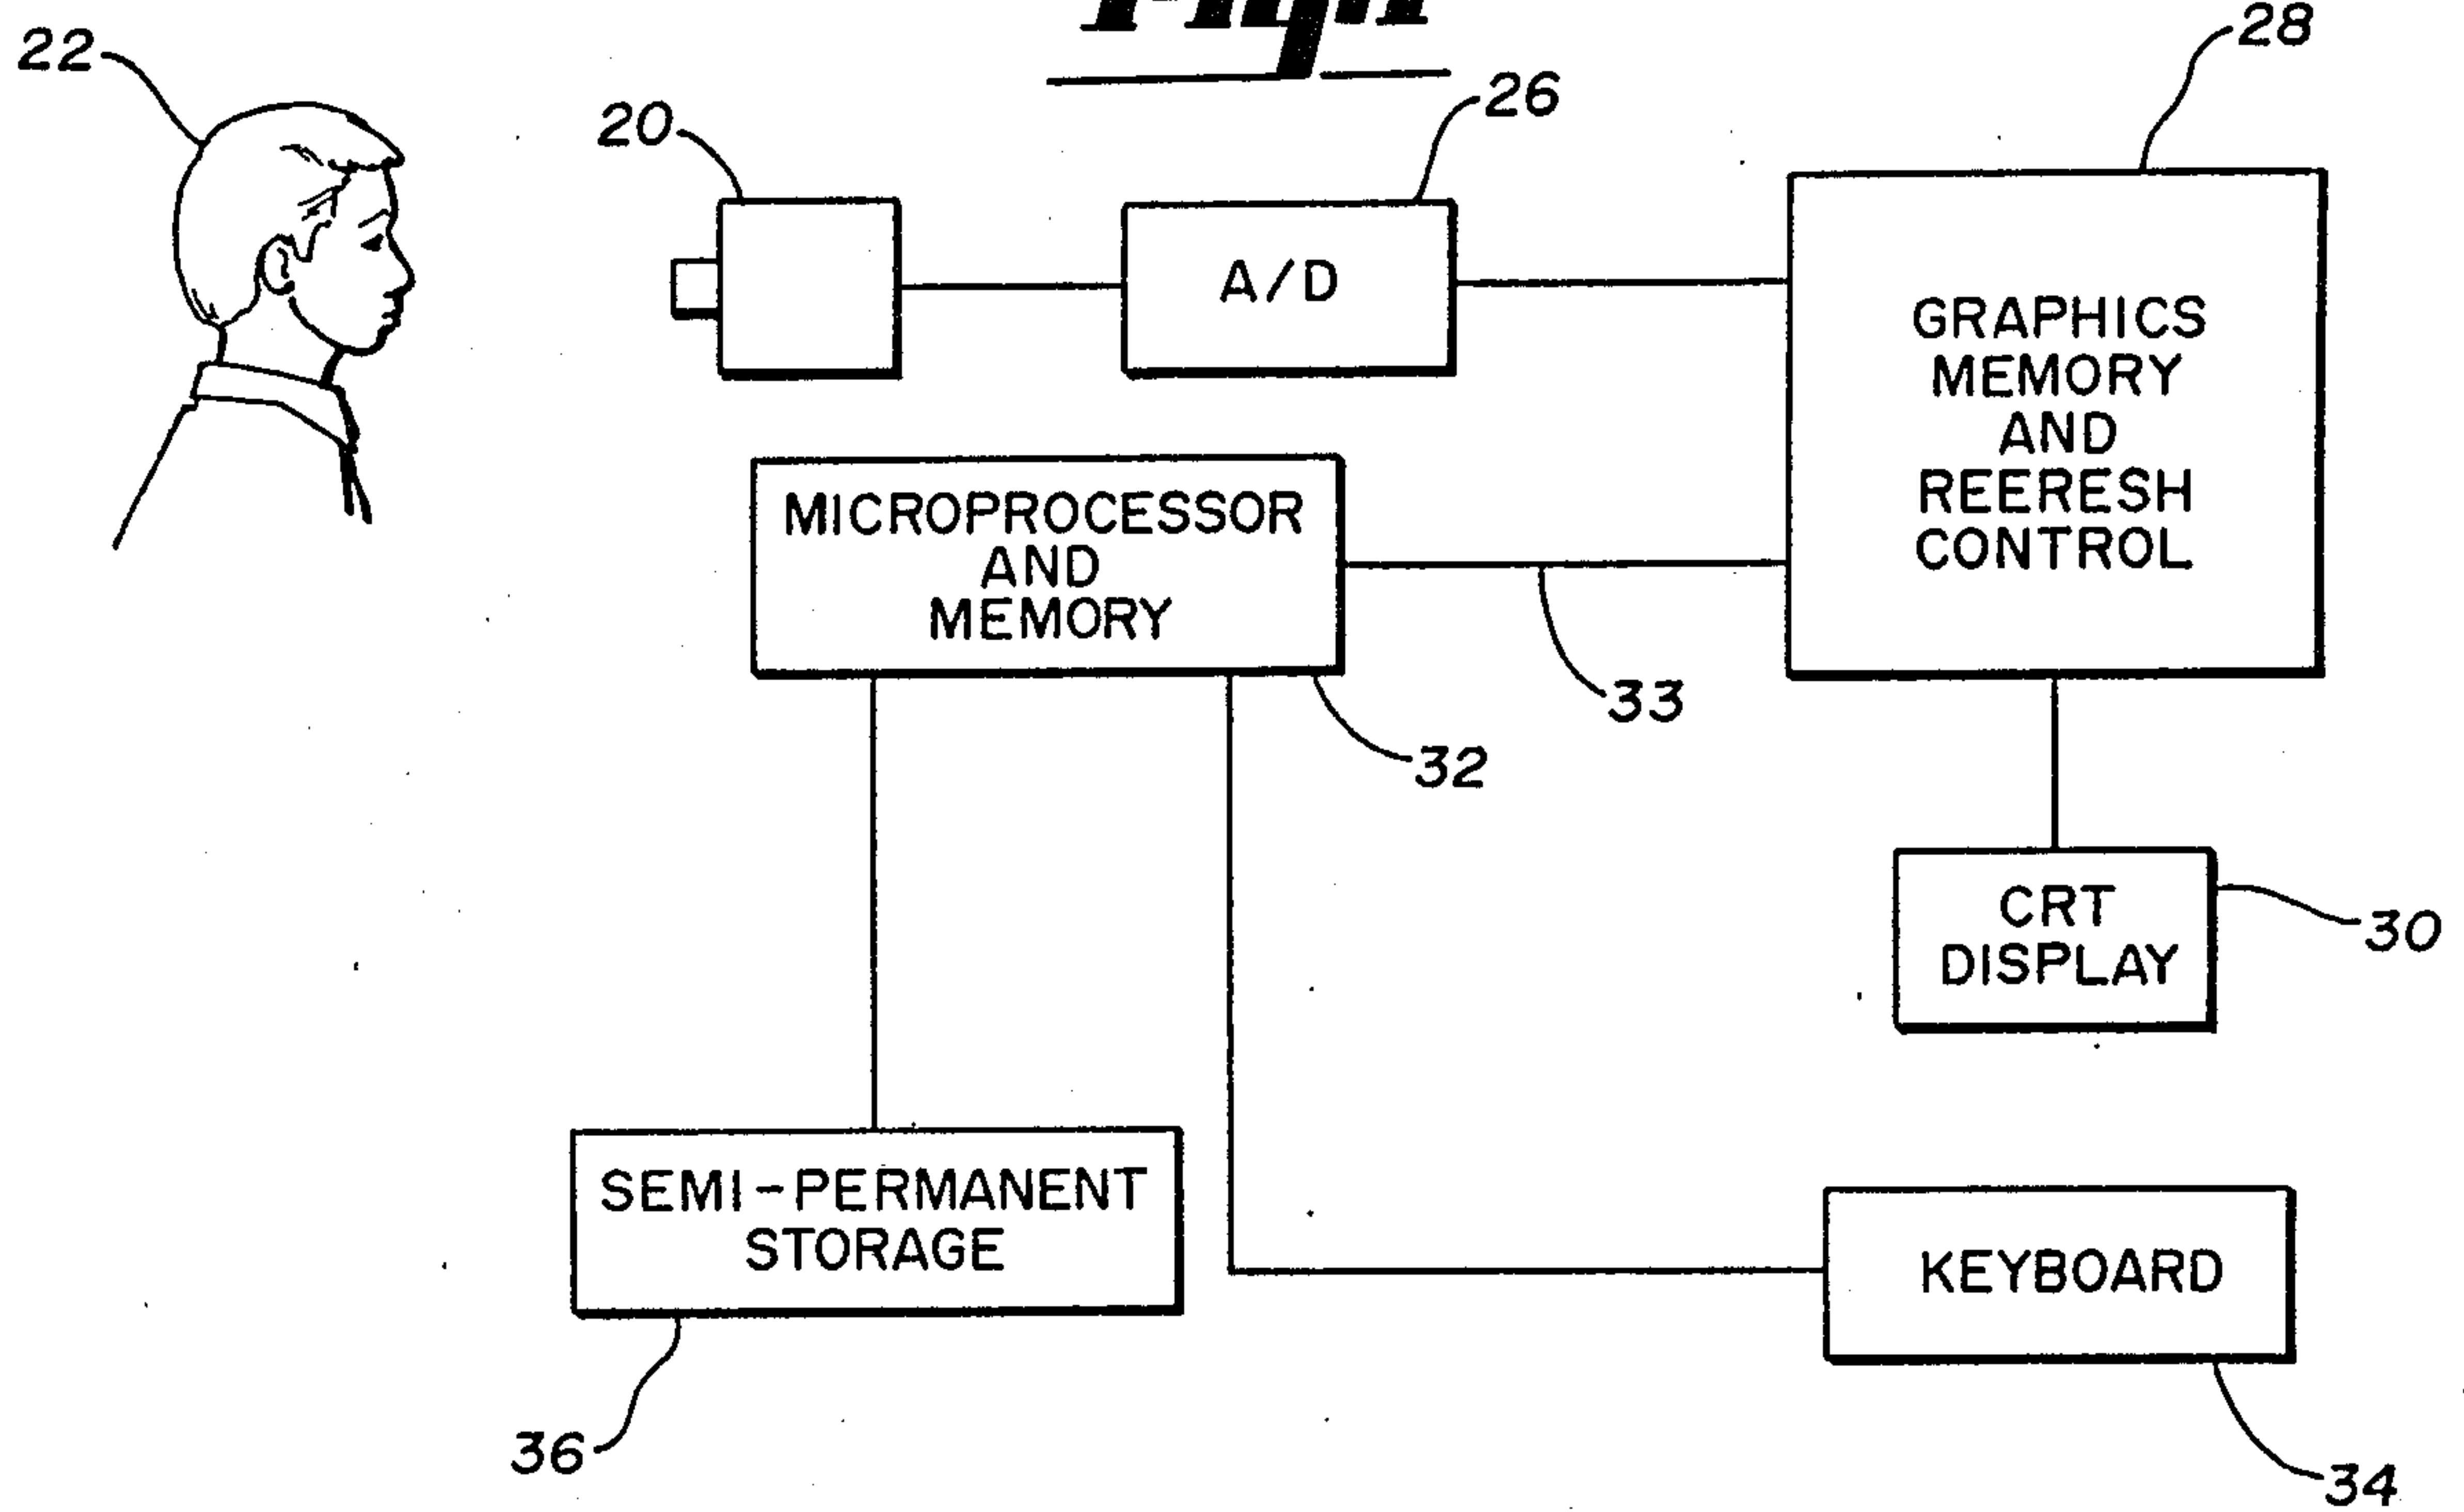 22
20
26
28
A/D
GRAPHICS
MEMORY
AND
REERESH
CONTROL
MICROPROCESSOR
AND
MEMORY
33
32
CRT
DISPLAY
30
SEMI-PERMANENT
STORAGE
KEYBOARD
36
34